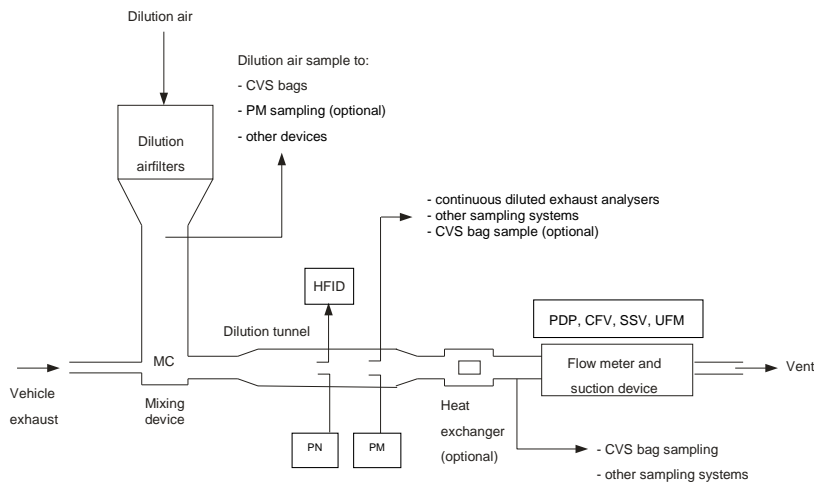 Dilution air
Dilution air sample to:
- CVS bags
- PM sampling (optional)
- other devices
Dilution
airfilters
- continuous diluted exhaust analysers
- other sampling systems
- CVS bag sample (optional)
HFID
Dilution tunnel
PDP, CFV, SSV, UFM
MC
Flow meter and
suction device
Vent
Vehicle
exhaust
Mixing
device
Heat
exchanger
(optional)
PN
PM
- CVS bag sampling
- other sampling systems